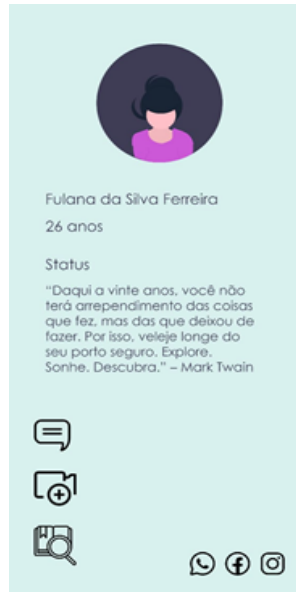 Fulana da Silva Ferreira
26 anos
Status
“Daqui a vinte anos, você não
terá arrependimento das coisas
que fez, mas das que deixou de
fazer. Por isso, veleje longe do
seu porto seguro. Explore.
Sonhe. Descubra.” – Mark Twain